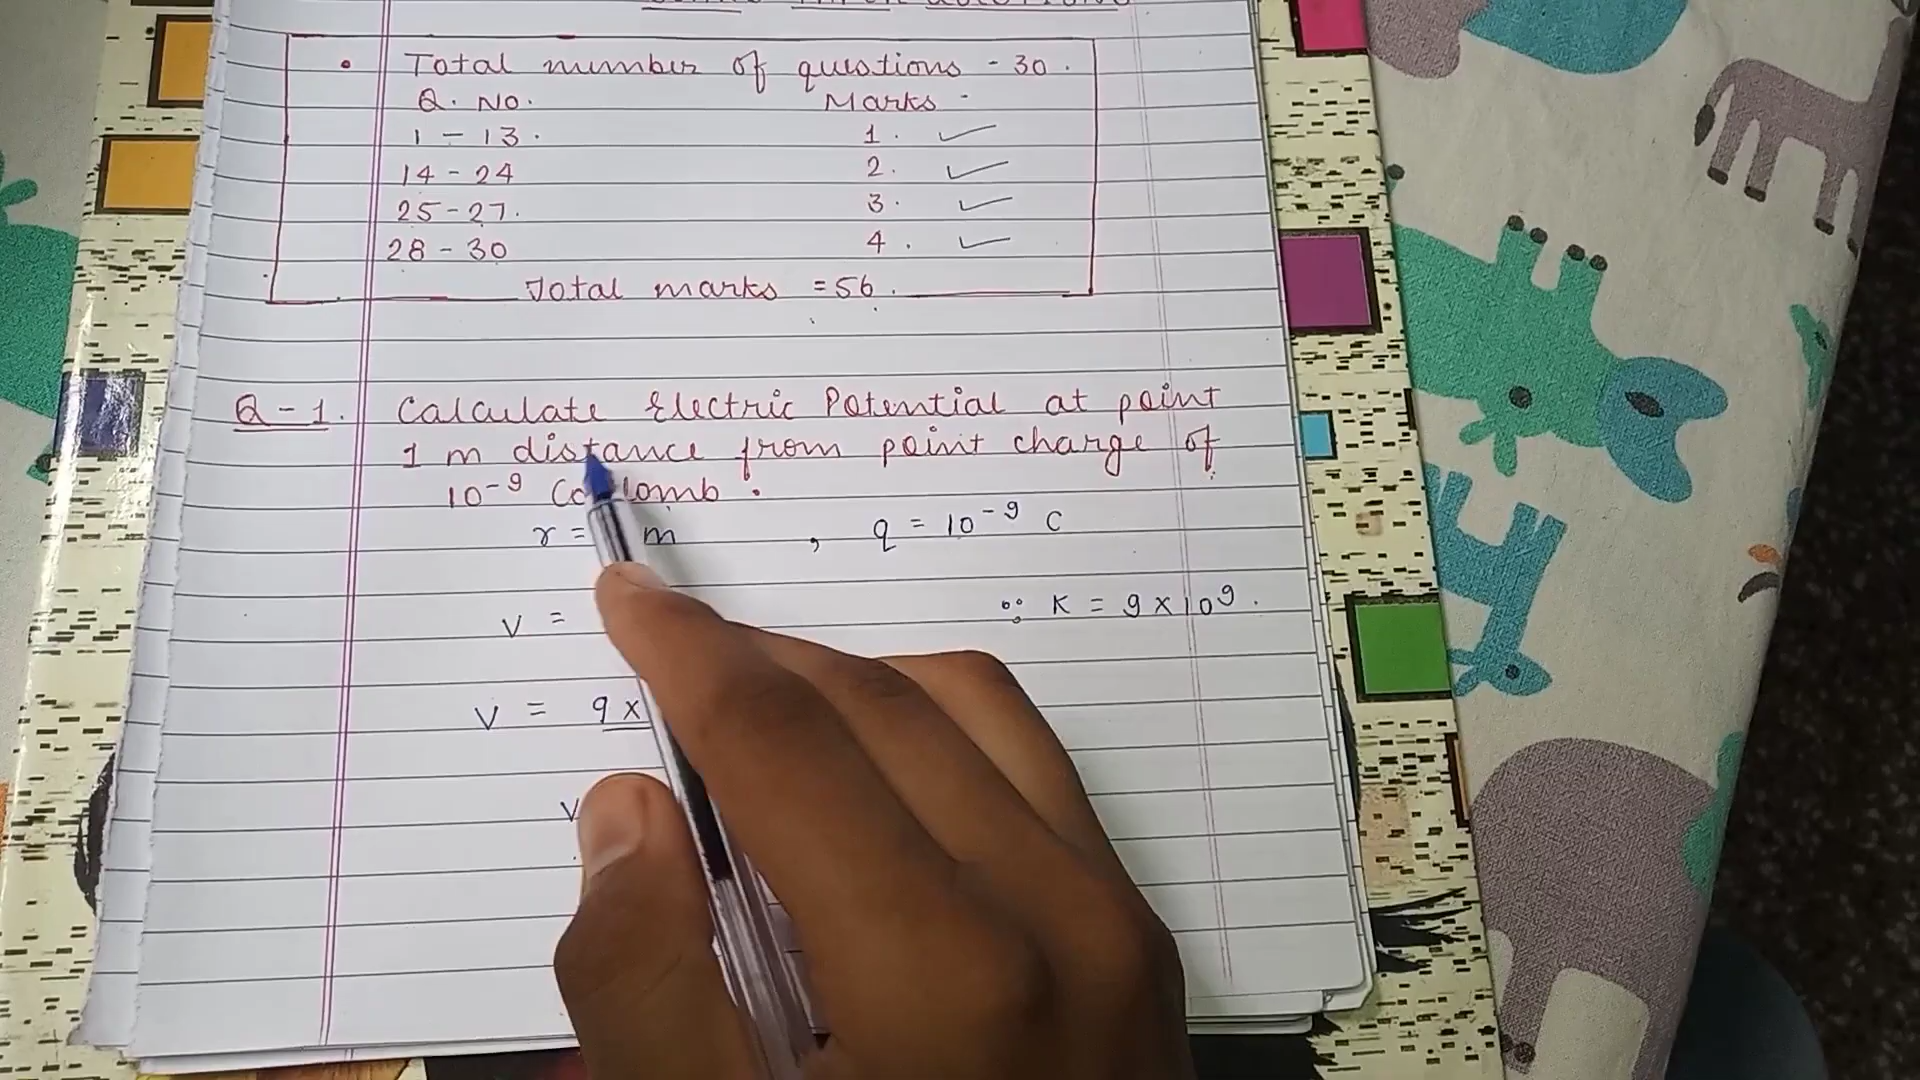 • Total number of questions - 30.
Q. No. Marks -
1 - 13. 1. ✓
14 - 24 2. ✓
25 - 27. 3. ✓
28 - 30 4. ✓
Total marks = 56.
Q-1. Calculate Electric Potential at point
1 m distance from point charge of
10⁻⁹ Coulomb.
r = m , q = 10⁻⁹ C
V = ∵ K = 9 x 10⁹.
V = 9 x
V